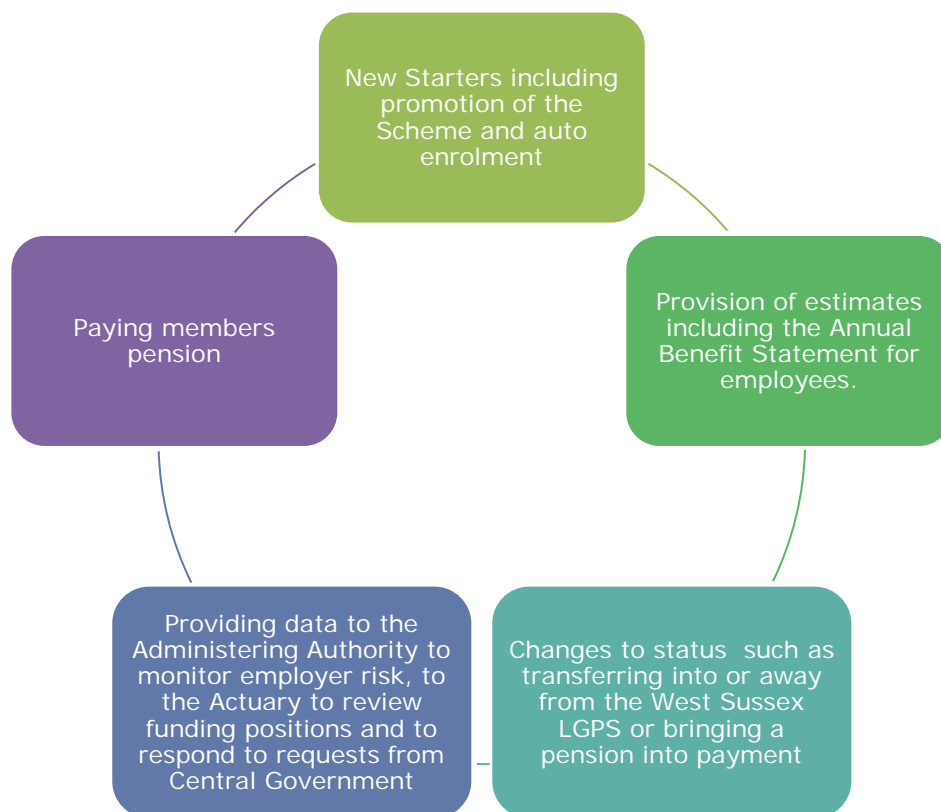 New Starters including
promotion of the
Scheme and auto
enrolment
Provision of estimates
including the Annual
Benefit Statement for
employees.
Changes to status such as
transferring into or away
from the West Sussex
LGPS or bringing a
pension into payment
Providing data to the
Administering Authority to
monitor employer risk, to
the Actuary to review
funding positions and to
respond to requests from
Central Government
Paying members
pension